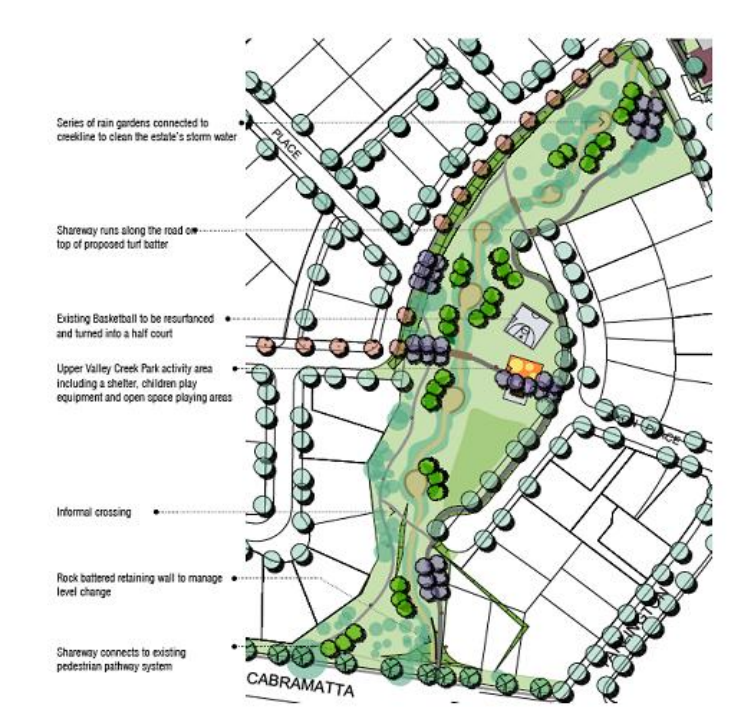 Series of rain gardens connected to
creekline to clean the estate's storm water
PLACE
Shareway runs along the road on
top of proposed turf batter
Existing Basketball to be resurfanced
and turned into a half court
Upper Valley Creek Park activity area
including a shelter, children play
equipment and open space playing areas
PLACE
Informal crossing
Rock battered retaining wall to manage
level change
Shareway connects to existing
pedestrian pathway system
CABRAMATTA